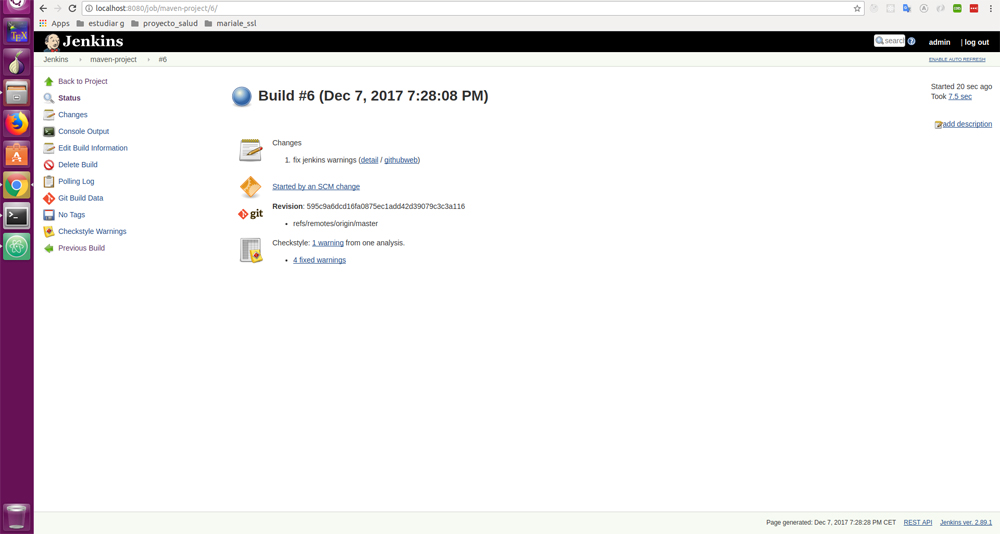 localhost:8080/job/maven-project/6/
Apps estudiar g proyecto_salud mariale_ssl
Jenkins
search
admin | log out
Jenkins › maven-project › #6
ENABLE AUTO REFRESH
Back to Project
Status
Changes
Console Output
Edit Build Information
Delete Build
Polling Log
Git Build Data
No Tags
Checkstyle Warnings
Previous Build
Build #6 (Dec 7, 2017 7:28:08 PM)
Started 20 sec ago
Took 7.5 sec
add description
Changes
1. fix jenkins warnings (detail / githubweb)
Started by an SCM change
git
Revision: 595c9a6dcd16fa0875ec1add42d39079c3c3a116
• refs/remotes/origin/master
Checkstyle: 1 warning from one analysis.
• 4 fixed warnings
Page generated: Dec 7, 2017 7:28:28 PM CET REST API Jenkins ver. 2.89.1